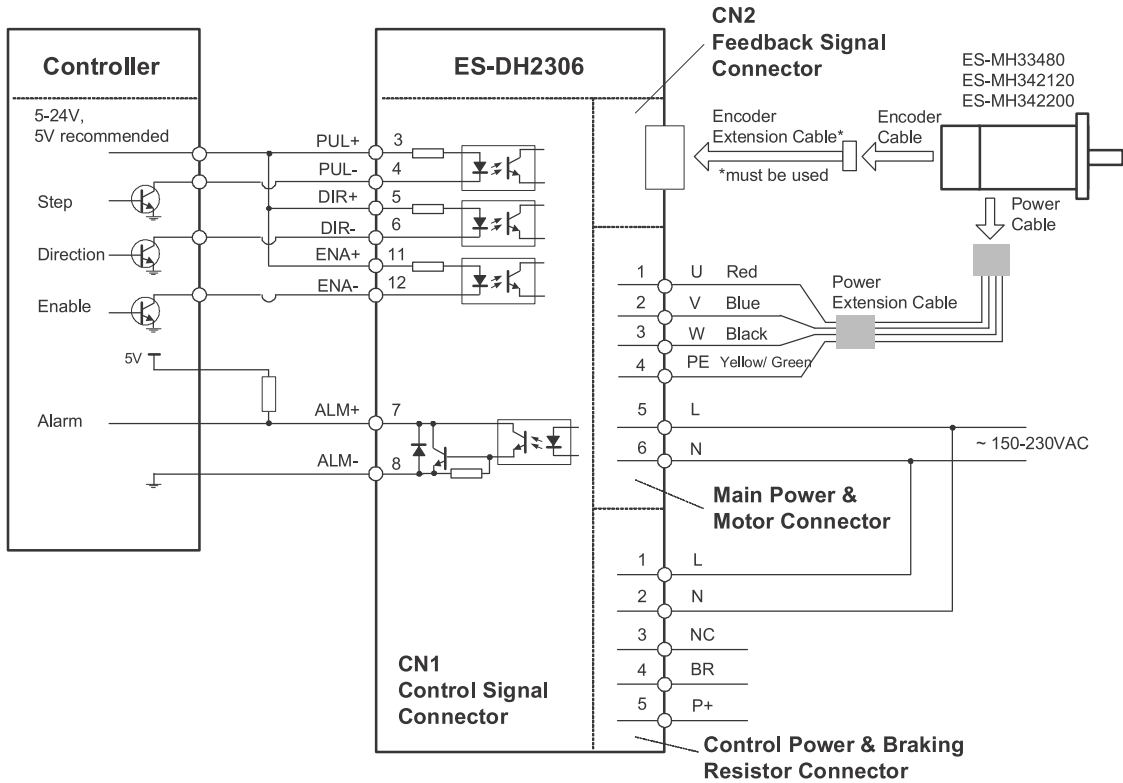 Controller
5-24V,
5V recommended
Step
Direction
Enable
5V
Alarm
ES-DH2306
PUL+ 3
PUL- 4
DIR+ 5
DIR- 6
ENA+ 11
ENA- 12
ALM+ 7
ALM- 8
CN1
Control Signal
Connector
CN2
Feedback Signal
Connector
ES-MH33480
ES-MH342120
ES-MH342200
Encoder
Extension Cable*
*must be used
Encoder
Cable
Power
Cable
Power
Extension Cable
1 U Red
2 V Blue
3 W Black
4 PE Yellow/ Green
5 L
6 N
~ 150-230VAC
Main Power &
Motor Connector
1 L
2 N
3 NC
4 BR
5 P+
Control Power & Braking
Resistor Connector